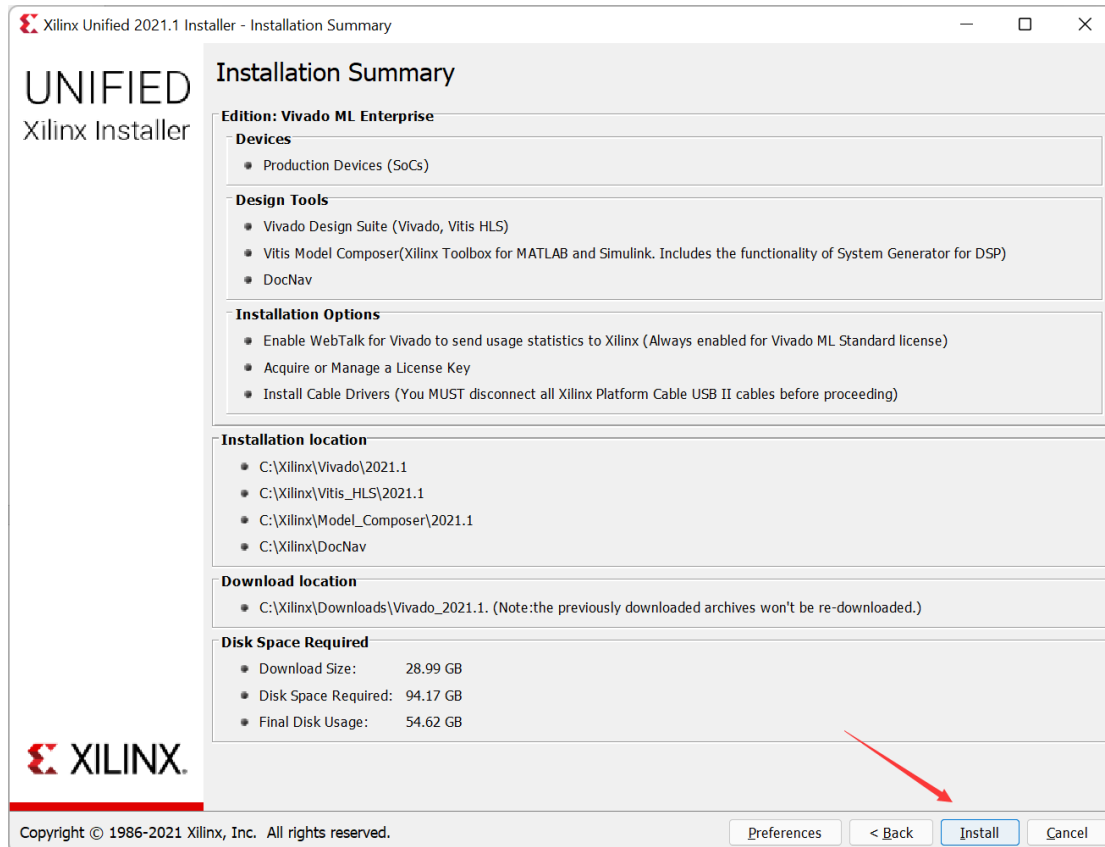 Xilinx Unified 2021.1 Installer - Installation Summary
UNIFIED
Xilinx Installer
Installation Summary
Edition: Vivado ML Enterprise
Devices
Production Devices (SoCs)
Design Tools
Vivado Design Suite (Vivado, Vitis HLS)
Vitis Model Composer(Xilinx Toolbox for MATLAB and Simulink. Includes the functionality of System Generator for DSP)
DocNav
Installation Options
Enable WebTalk for Vivado to send usage statistics to Xilinx (Always enabled for Vivado ML Standard license)
Acquire or Manage a License Key
Install Cable Drivers (You MUST disconnect all Xilinx Platform Cable USB II cables before proceeding)
Installation location
C:\Xilinx\Vivado\2021.1
C:\Xilinx\Vitis_HLS\2021.1
C:\Xilinx\Model_Composer\2021.1
C:\Xilinx\DocNav
Download location
C:\Xilinx\Downloads\Vivado_2021.1. (Note:the previously downloaded archives won't be re-downloaded.)
Disk Space Required
Download Size: 28.99 GB
Disk Space Required: 94.17 GB
Final Disk Usage: 54.62 GB
XILINX.
Copyright © 1986-2021 Xilinx, Inc. All rights reserved.
Preferences < Back Install Cancel